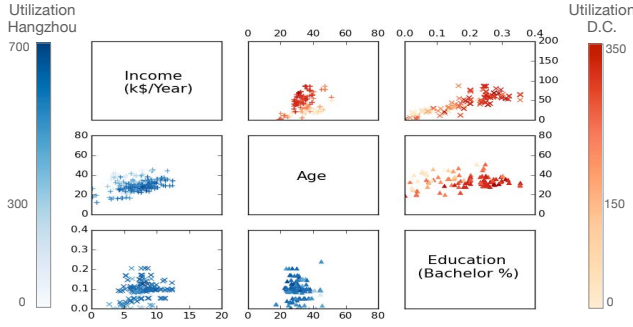 Utilization
Hangzhou
Utilization
D.C.
700
300
0
350
150
0
0 20 40 60 80
0.0 0.1 0.2 0.3 0.4
Income
(k$/Year)
200
150
100
50
0
80
60
40
20
0
Age
80
60
40
20
0
0.4
0.3
0.2
0.1
0.0
Education
(Bachelor %)
0 5 10 15 20
0 20 40 60 80